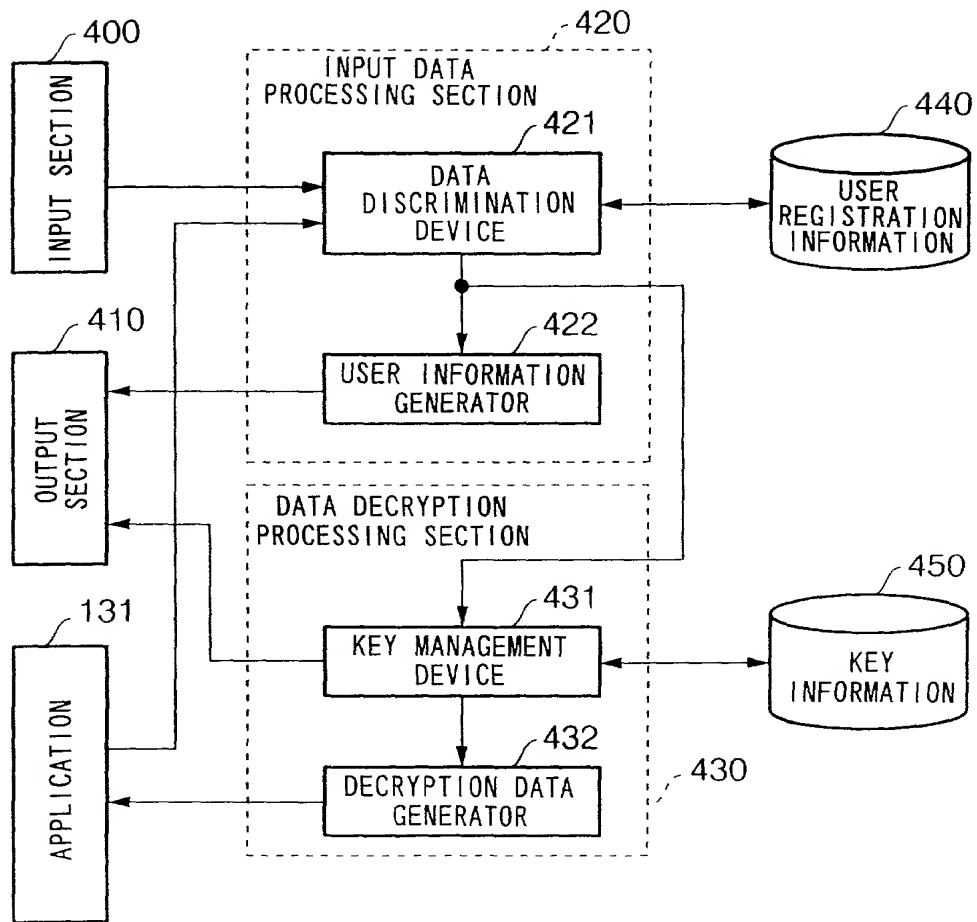 400
INPUT SECTION
420
INPUT DATA
PROCESSING SECTION
421
DATA
DISCRIMINATION
DEVICE
440
USER
REGISTRATION
INFORMATION
410
OUTPUT
SECTION
422
USER INFORMATION
GENERATOR
DATA DECRYPTION
PROCESSING SECTION
431
KEY MANAGEMENT
DEVICE
450
KEY
INFORMATION
131
APPLICATION
432
DECRYPTION DATA
GENERATOR
430